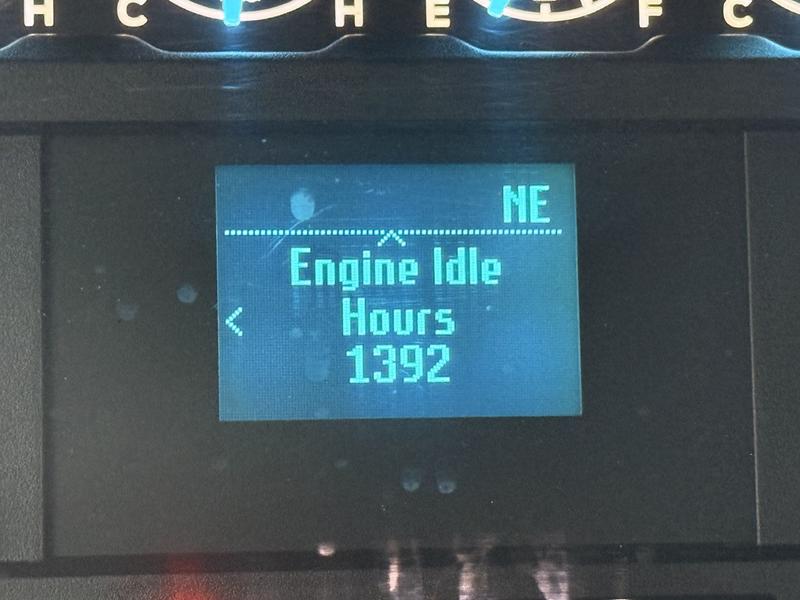 H C H E F C
NE
Engine Idle
< Hours
1392